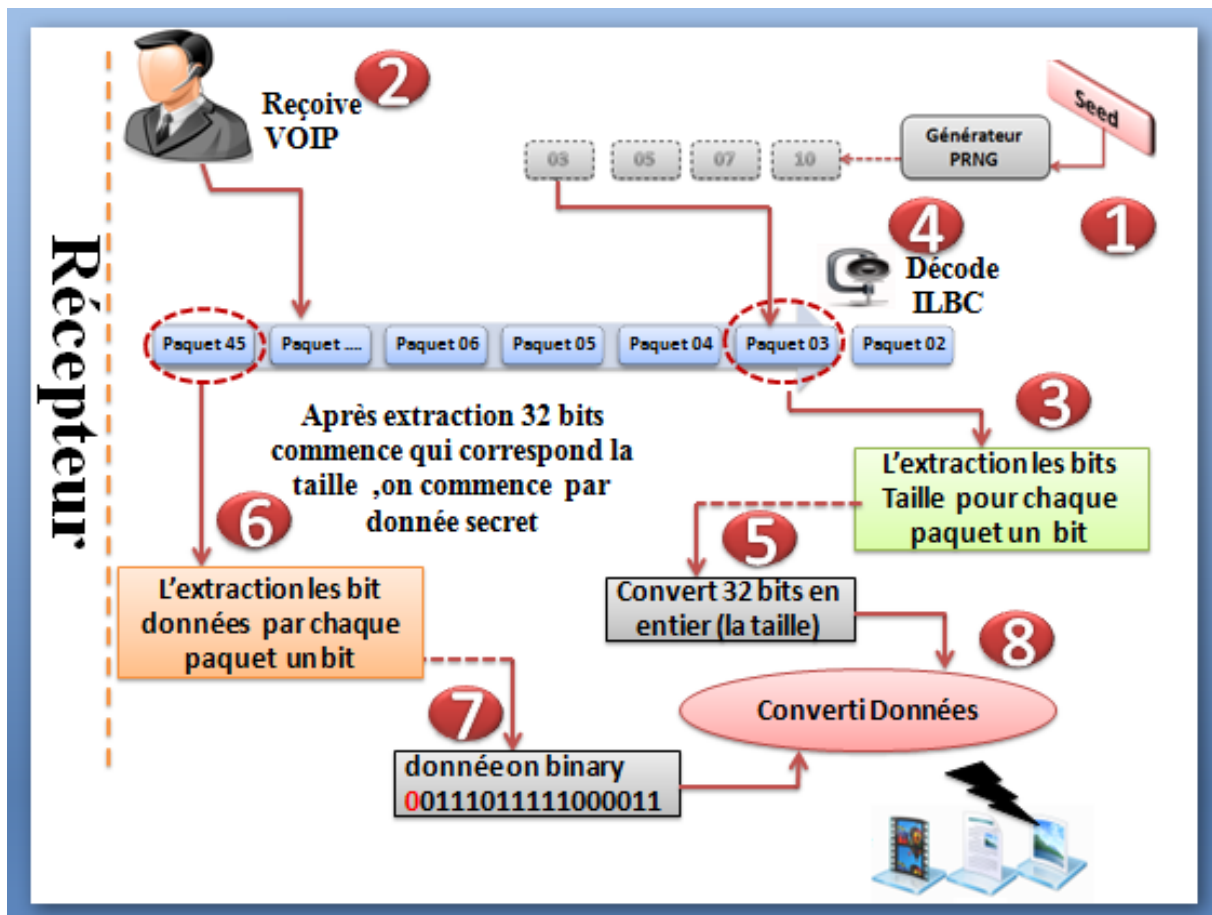 Récepteur
Reçoive
VOIP
2
Seed
Générateur
PRNG
03
05
07
10
1
4
Décode
ILBC
Paquet 45
Paquet ....
Paquet 06
Paquet 05
Paquet 04
Paquet 03
Paquet 02
3
Après extraction 32 bits
commence qui correspond la
taille ,on commence par
donnée secret
L'extraction les bits
Taille pour chaque
paquet un bit
6
5
L'extraction les bit
données par chaque
paquet un bit
Convert 32 bits en
entier (la taille)
8
7
Converti Données
donnée on binary
00111011111000011